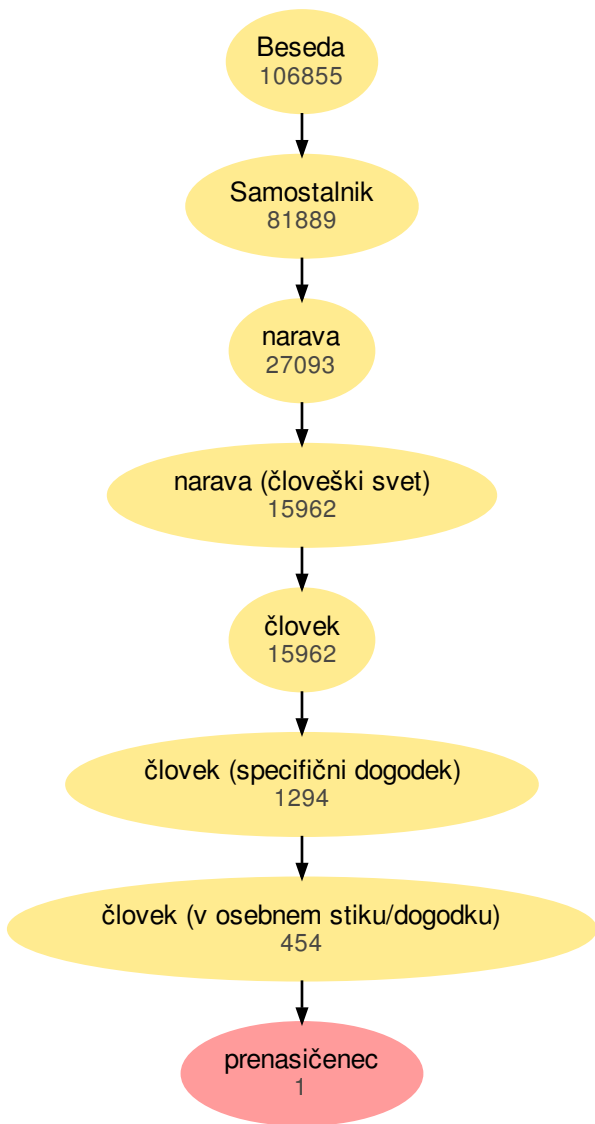 Beseda
106855
Samostalnik
81889
narava
27093
narava (človeški svet)
15962
človek
15962
človek (specifični dogodek)
1294
človek (v osebnem stiku/dogodku)
454
prenasičenec
1